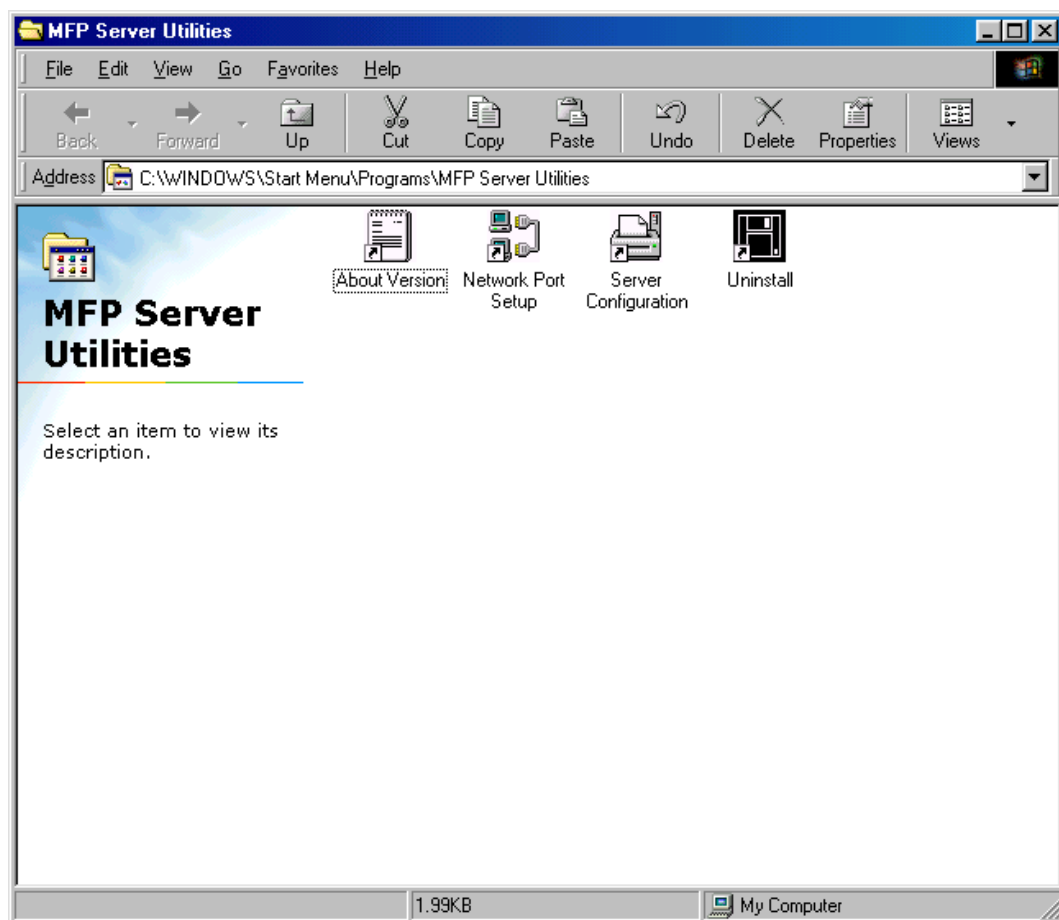 MFP Server Utilities
File Edit View Go Favorites Help
Back Forward Up Cut Copy Paste Undo Delete Properties Views
Address C:\WINDOWS\Start Menu\Programs\MFP Server Utilities
MFP Server
Utilities
Select an item to view its
description.
About Version
Network Port
Setup
Server
Configuration
Uninstall
1.99KB My Computer